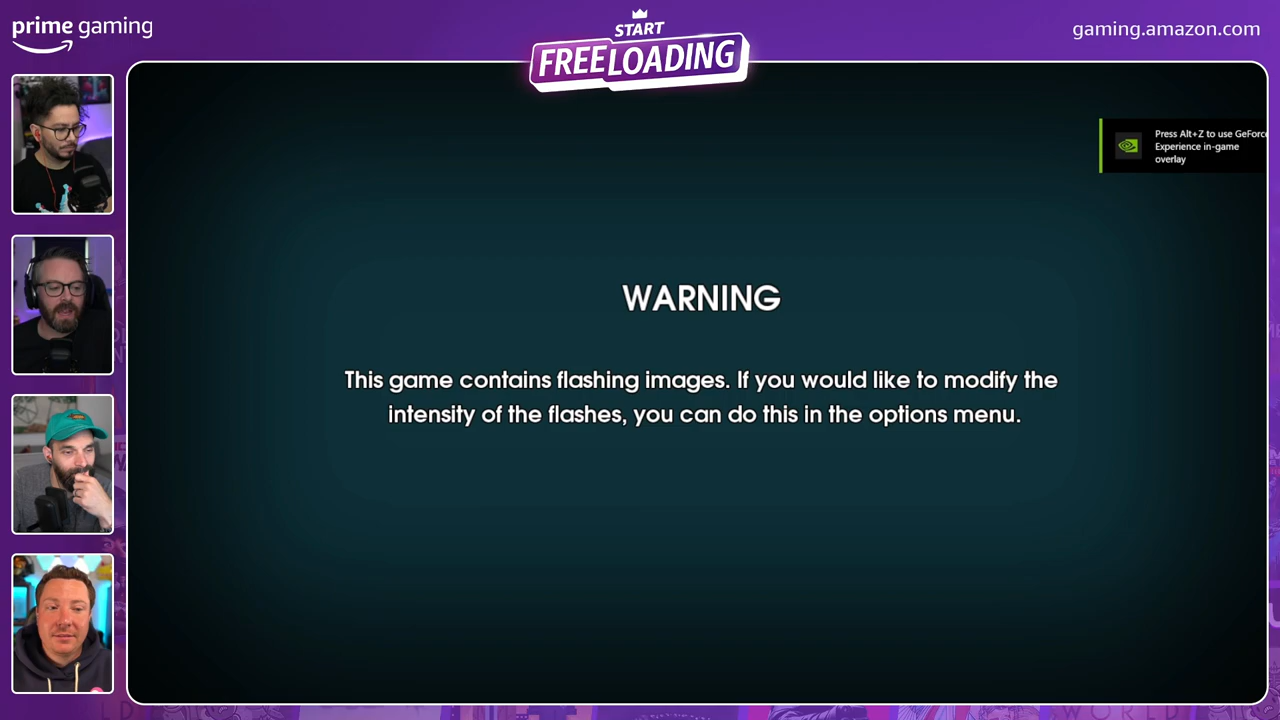 prime gaming
START
FREELOADING
gaming.amazon.com
Press Alt+Z to use GeForce
Experience in-game
overlay
WARNING
This game contains flashing images. If you would like to modify the
intensity of the flashes, you can do this in the options menu.
WORLD